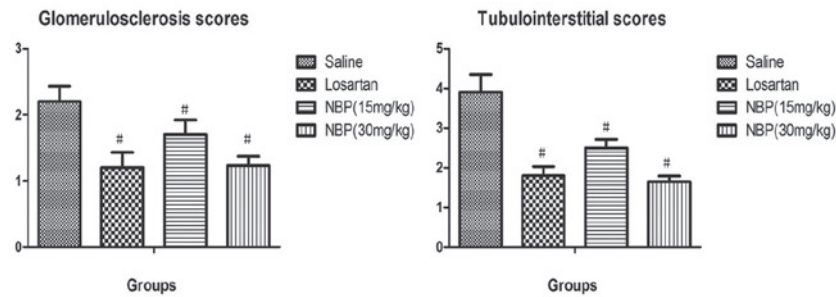 Glomerulosclerosis scores
3
2
1
0
#
#
#
Groups
Saline
Losartan
NBP(15mg/kg)
NBP(30mg/kg)
Tubulointerstitial scores
5
4
3
2
1
0
#
#
#
Groups
Saline
Losartan
NBP(15mg/kg)
NBP(30mg/kg)